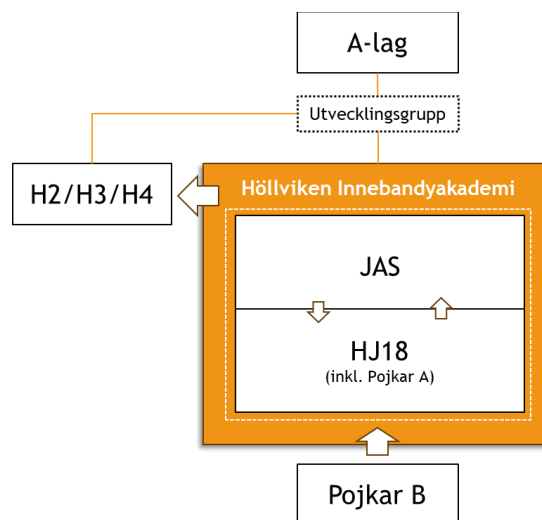 A-lag
Utvecklingsgrupp
H2/H3/H4
Höllviken Innebandyakademi
JAS
HJ18
(inkl. Pojkar A)
Pojkar B